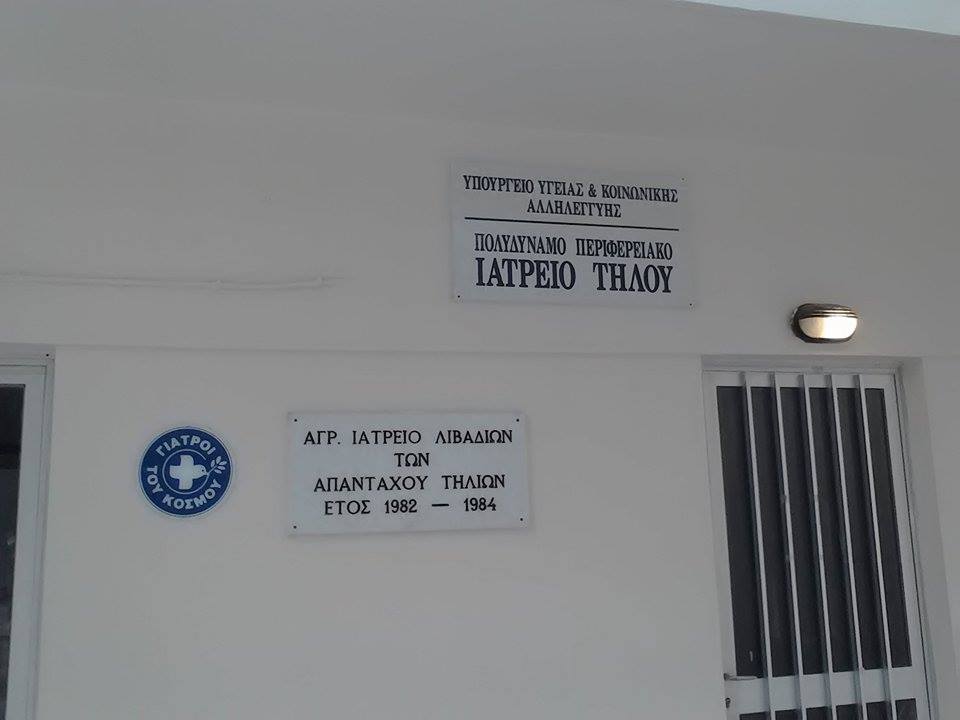 ΥΠΟΥΡΓΕΙΟ ΥΓΕΙΑΣ & ΚΟΙΝΩΝΙΚΗΣ
ΑΛΛΗΛΕΓΓΥΗΣ
ΠΟΛΥΔΥΝΑΜΟ ΠΕΡΙΦΕΡΕΙΑΚΟ
ΙΑΤΡΕΙΟ ΤΗΛΟΥ
ΓΙΑΤΡΟΙ
ΤΟΥ ΚΟΣΜΟΥ
ΑΓΡ. ΙΑΤΡΕΙΟ ΛΙΒΑΔΙΩΝ
ΤΩΝ
ΑΠΑΝΤΑΧΟΥ ΤΗΛΙΩΝ
ΕΤΟΣ 1982 — 1984